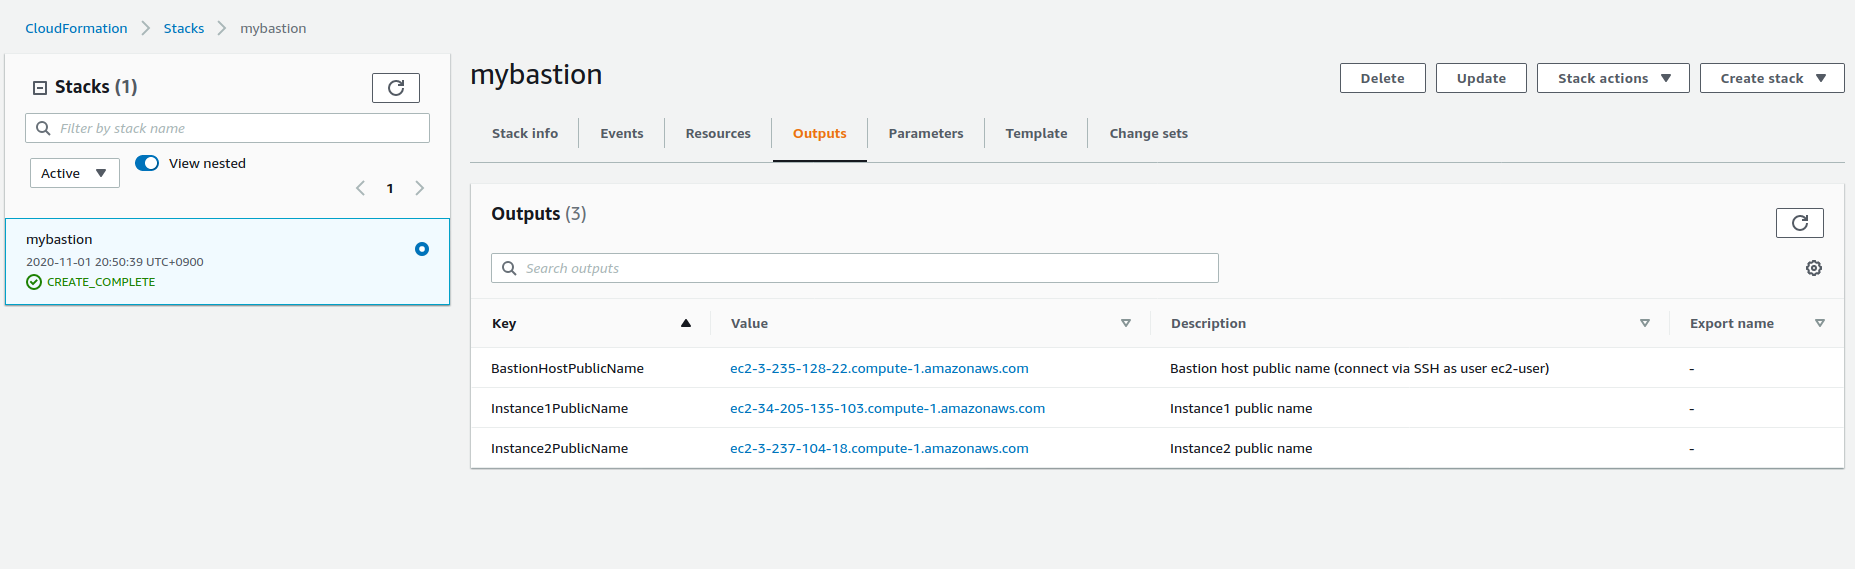 CloudFormation Stacks mybastion
Stacks (1)
Filter by stack name
Active View nested
1
mybastion
2020-11-01 20:50:39 UTC+0900
CREATE_COMPLETE
mybastion
Delete Update Stack actions Create stack
Stack info Events Resources Outputs Parameters Template Change sets
Outputs (3)
Search outputs
Key Value Description Export name
BastionHostPublicName ec2-3-235-128-22.compute-1.amazonaws.com Bastion host public name (connect via SSH as user ec2-user) -
Instance1PublicName ec2-34-205-135-103.compute-1.amazonaws.com Instance1 public name -
Instance2PublicName ec2-3-237-104-18.compute-1.amazonaws.com Instance2 public name -